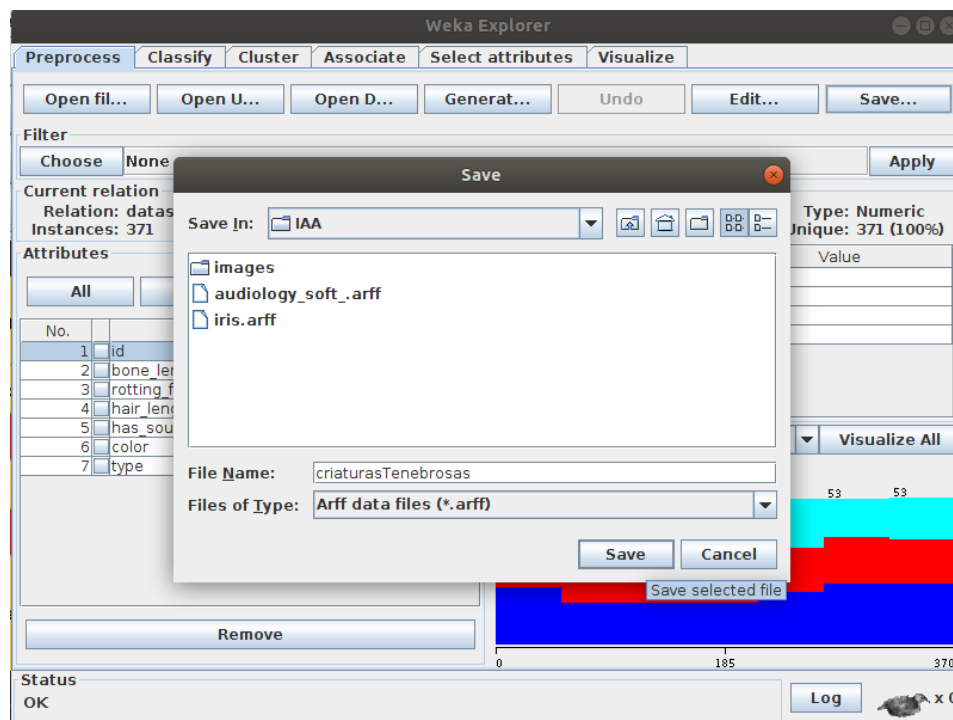 Weka Explorer
Preprocess Classify Cluster Associate Select attributes Visualize
Open fil... Open U... Open D... Generat... Undo Edit... Save...
Filter
Choose None Apply
Current relation
Relation: datas
Instances: 371
Type: Numeric
Unique: 371 (100%)
Attributes
All
No.
1 id
2 bone_len
3 rotting_f
4 hair_leng
5 has_sou
6 color
7 type
Remove
Value
Visualize All
53 53
0 185 370
Save
Save In: IAA
images
audiology_soft_.arff
iris.arff
File Name: criaturasTenebrosas
Files of Type: Arff data files (*.arff)
Save Cancel
Save selected file
Status
OK
Log x 0